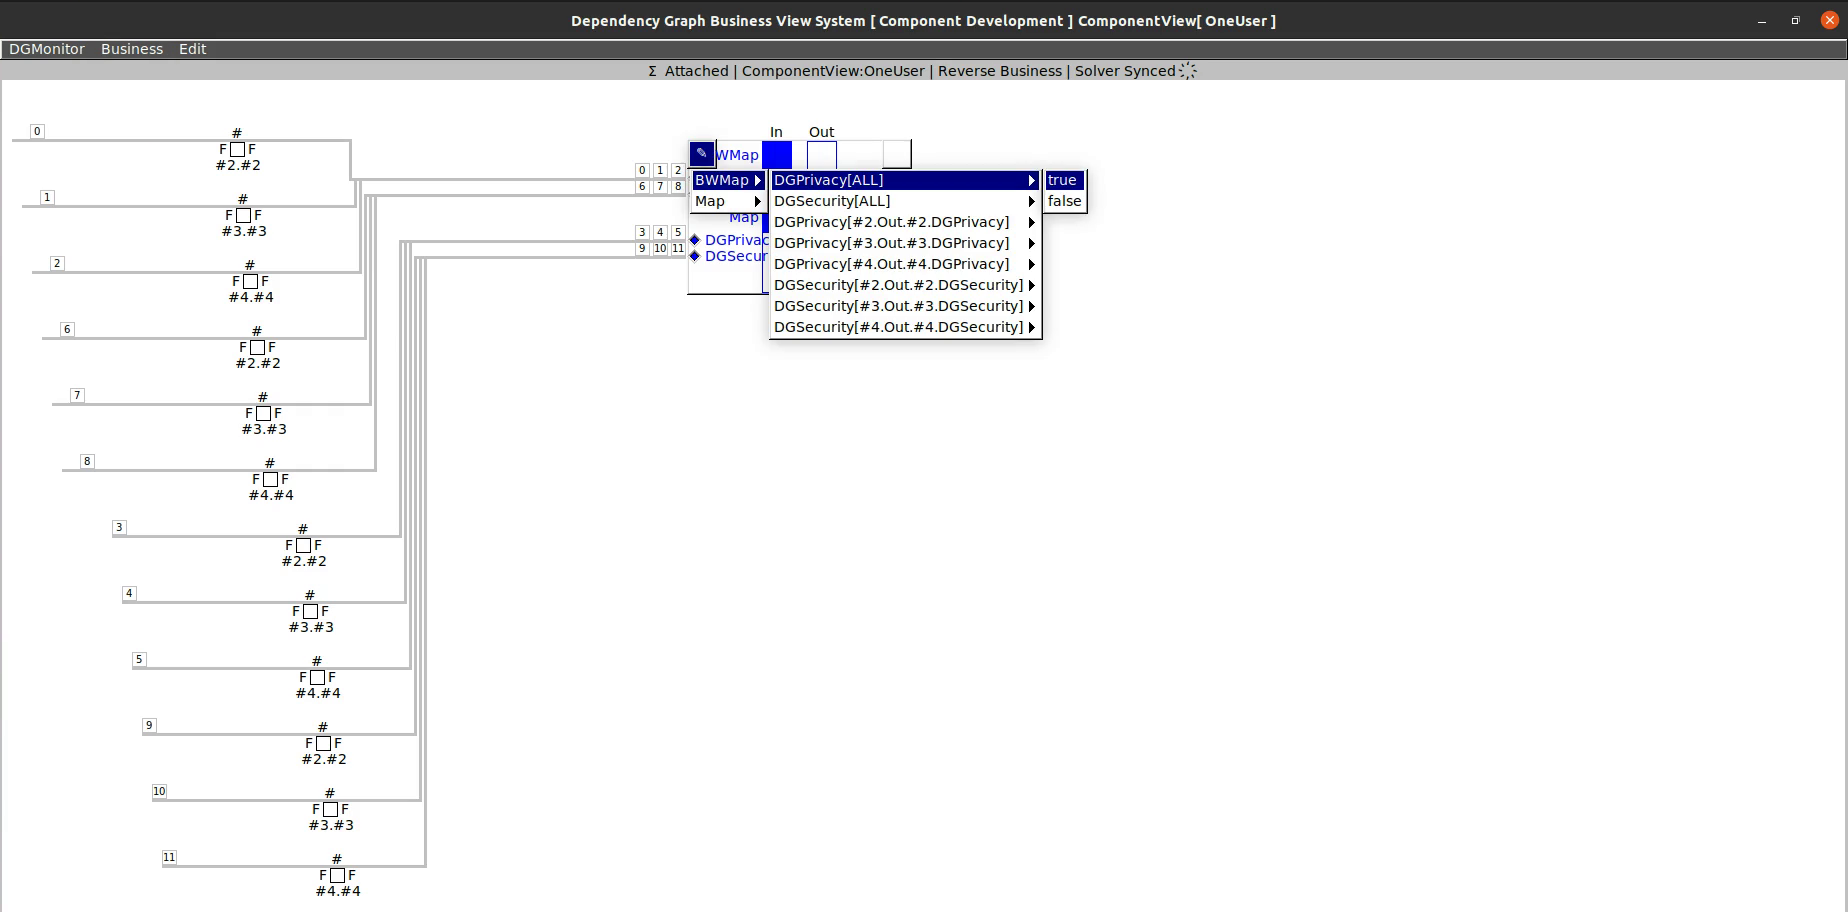 Dependency Graph Business View System [ Component Development ] ComponentView[ OneUser ]
DGMonitor Business Edit
Σ Attached | ComponentView:OneUser | Reverse Business | Solver Synced
0
#
F F
#2.#2
1
#
F F
#3.#3
2
#
F F
#4.#4
6
#
F F
#2.#2
7
#
F F
#3.#3
8
#
F F
#4.#4
3
#
F F
#2.#2
4
#
F F
#3.#3
5
#
F F
#4.#4
9
#
F F
#2.#2
10
#
F F
#3.#3
11
#
F F
#4.#4
0 1 2
6 7 8
3 4 5
9 10 11
In Out
WMap
Map
DGPrivac
DGSecur
BWMap
Map
DGPrivacy[ALL]
DGSecurity[ALL]
DGPrivacy[#2.Out.#2.DGPrivacy]
DGPrivacy[#3.Out.#3.DGPrivacy]
DGPrivacy[#4.Out.#4.DGPrivacy]
DGSecurity[#2.Out.#2.DGSecurity]
DGSecurity[#3.Out.#3.DGSecurity]
DGSecurity[#4.Out.#4.DGSecurity]
true
false